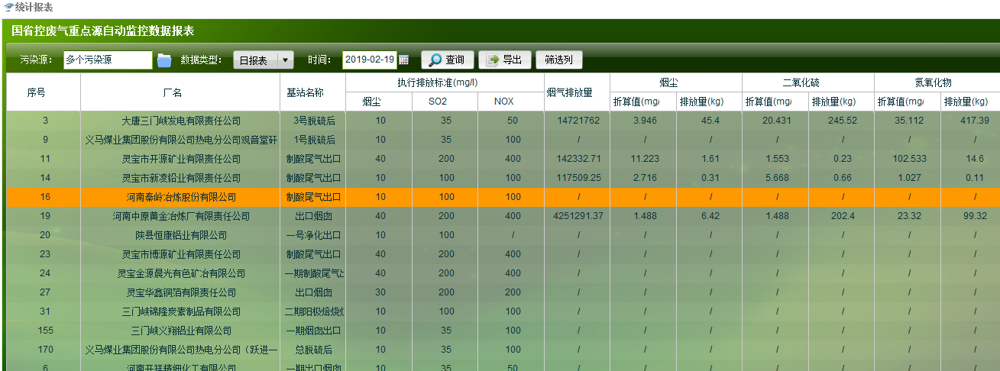 统计报表
国省控废气重点源自动监控数据报表
污染源： 多个污染源 数据类型： 日报表 时间： 2019-02-19 查询 导出 筛选列
序号 厂名 基站名称 执行排放标准(mg/l) 烟气排放量 烟尘 二氧化硫 氮氧化物
烟尘 SO2 NOX 折算值(mg/ 排放量(kg) 折算值(mg/ 排放量(kg) 折算值(mg/ 排放量(kg)
3 大唐三门峡发电有限责任公司 3号脱硫后 10 35 50 14721762 3.946 45.4 20.431 245.52 35.112 417.39
9 义马煤业集团股份有限公司热电分公司观音堂矸 1号脱硫后 10 35 100 / / / / / / /
11 灵宝市开源矿业有限责任公司 制酸尾气出口 40 200 400 142332.71 11.223 1.61 1.553 0.23 102.533 14.6
14 灵宝市新凌铅业有限责任公司 制酸尾气出口 10 100 100 117509.25 2.716 0.31 5.668 0.66 1.027 0.11
16 河南秦岭冶炼股份有限公司 制酸尾气出口 10 100 100 / / / / / / /
19 河南中原黄金冶炼厂有限责任公司 出口烟囱 40 200 400 4251291.37 1.488 6.42 1.488 202.4 23.32 99.32
20 陕县恒康铝业有限公司 一号净化出口 10 100 / / / / / / / /
23 灵宝市博源矿业有限责任公司 制酸尾气出口 40 200 400 / / / / / / /
24 灵宝金源晨光有色矿冶有限公司 一期制酸尾气 40 200 400 / / / / / / /
27 灵宝华鑫铜箔有限责任公司 出口烟囱 30 200 200 / / / / / / /
31 三门峡锦隆炭素制品有限公司 二期阳极焙烧 10 100 100 / / / / / / /
155 三门峡义翔铝业有限公司 一期烟囱出口 10 35 100 / / / / / / /
170 义马煤业集团股份有限公司热电分公司（跃进一 总脱硫后 10 35 100 / / / / / / /
6 河南开祥精细化工有限公司 一期出口烟囱 10 35 50 / / / / / / /